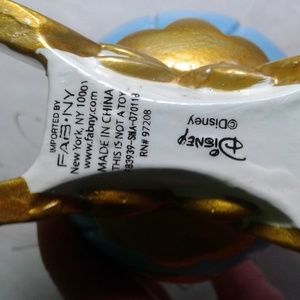 IMPORTED BY
FAB NY
New York, NY 10001
www.fabny.com
MADE IN CHINA
THIS IS NOT A TOY
RN# 97208
Disney
©Disney